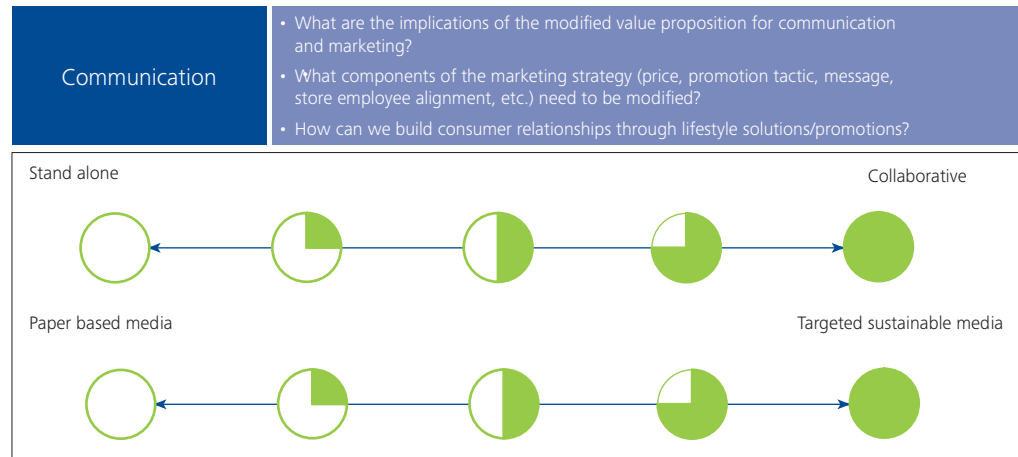 Communication
• What are the implications of the modified value proposition for communication
and marketing?
• What components of the marketing strategy (price, promotion tactic, message,
store employee alignment, etc.) need to be modified?
• How can we build consumer relationships through lifestyle solutions/promotions?
Stand alone
Collaborative
Paper based media
Targeted sustainable media